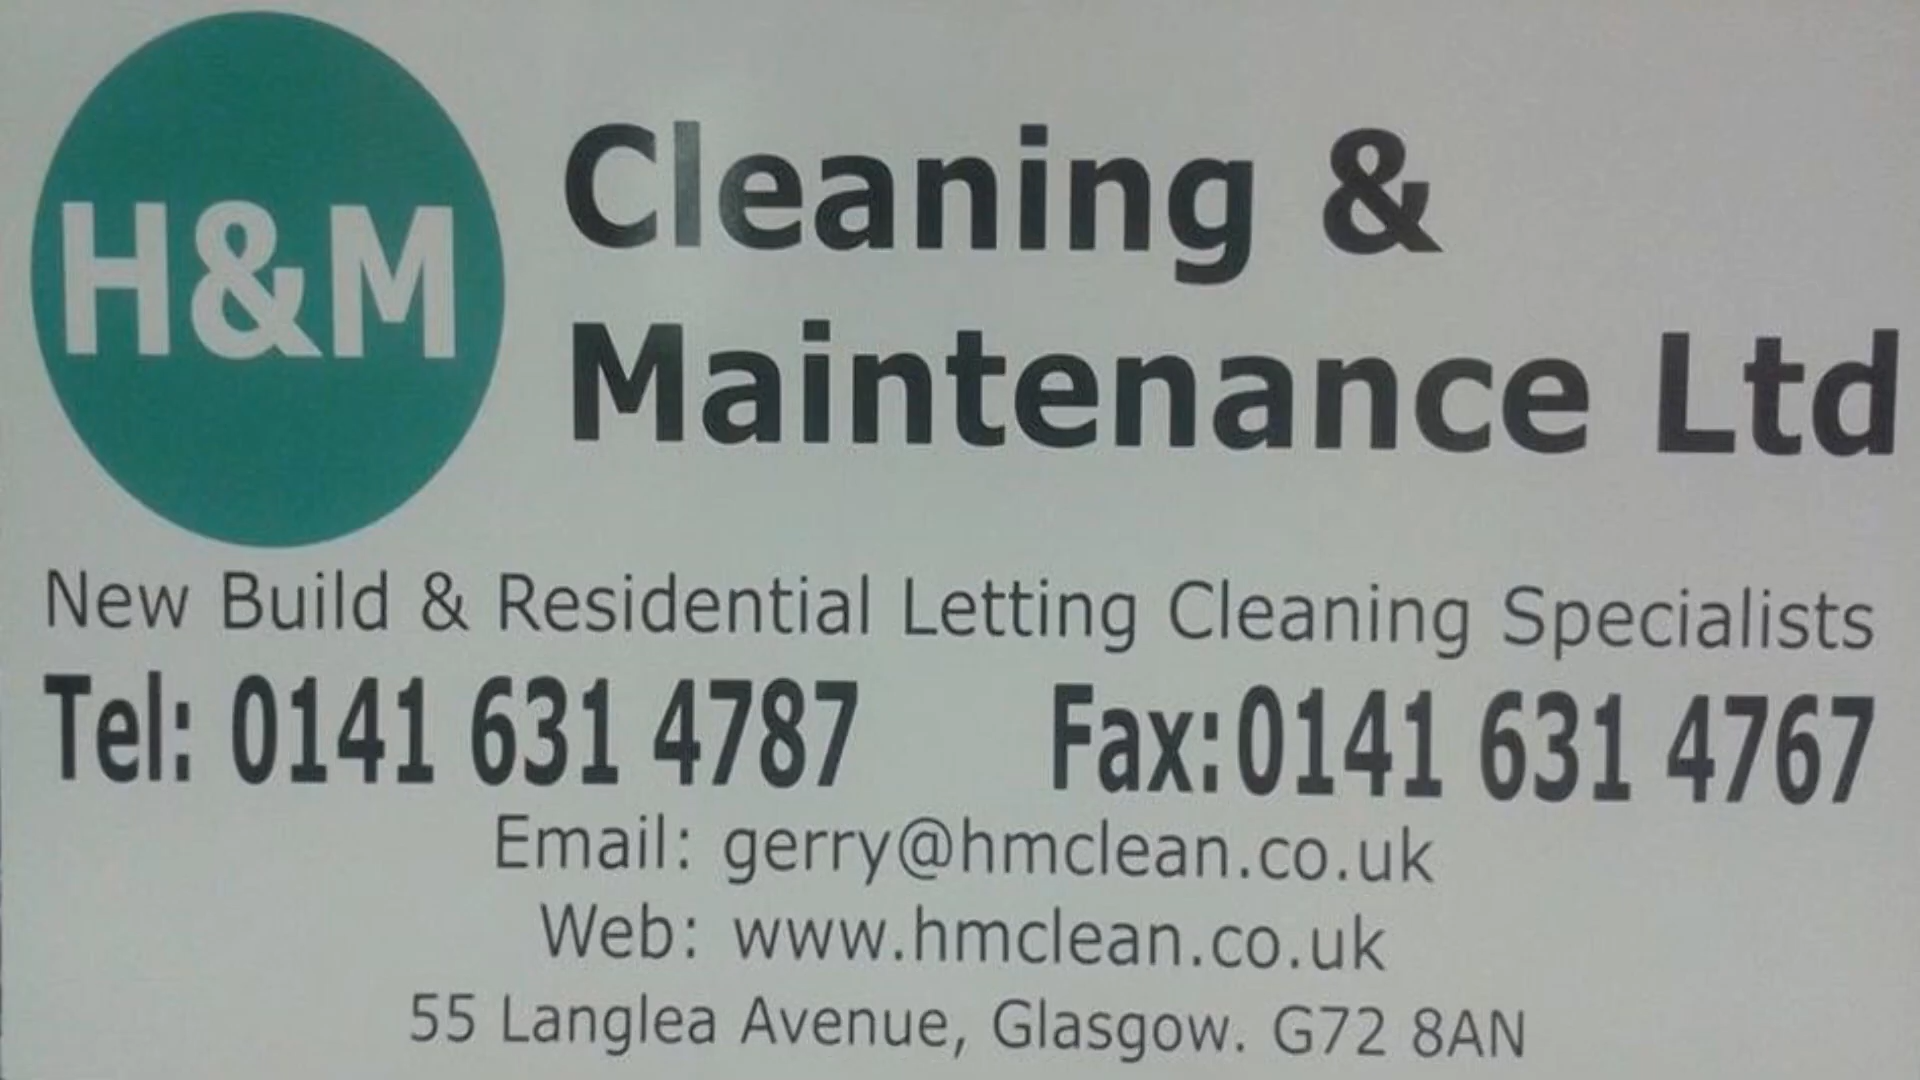 H&M
Cleaning &
Maintenance Ltd
New Build & Residential Letting Cleaning Specialists
Tel: 0141 631 4787 Fax:0141 631 4767
Email: gerry@hmclean.co.uk
Web: www.hmclean.co.uk
55 Langlea Avenue, Glasgow. G72 8AN